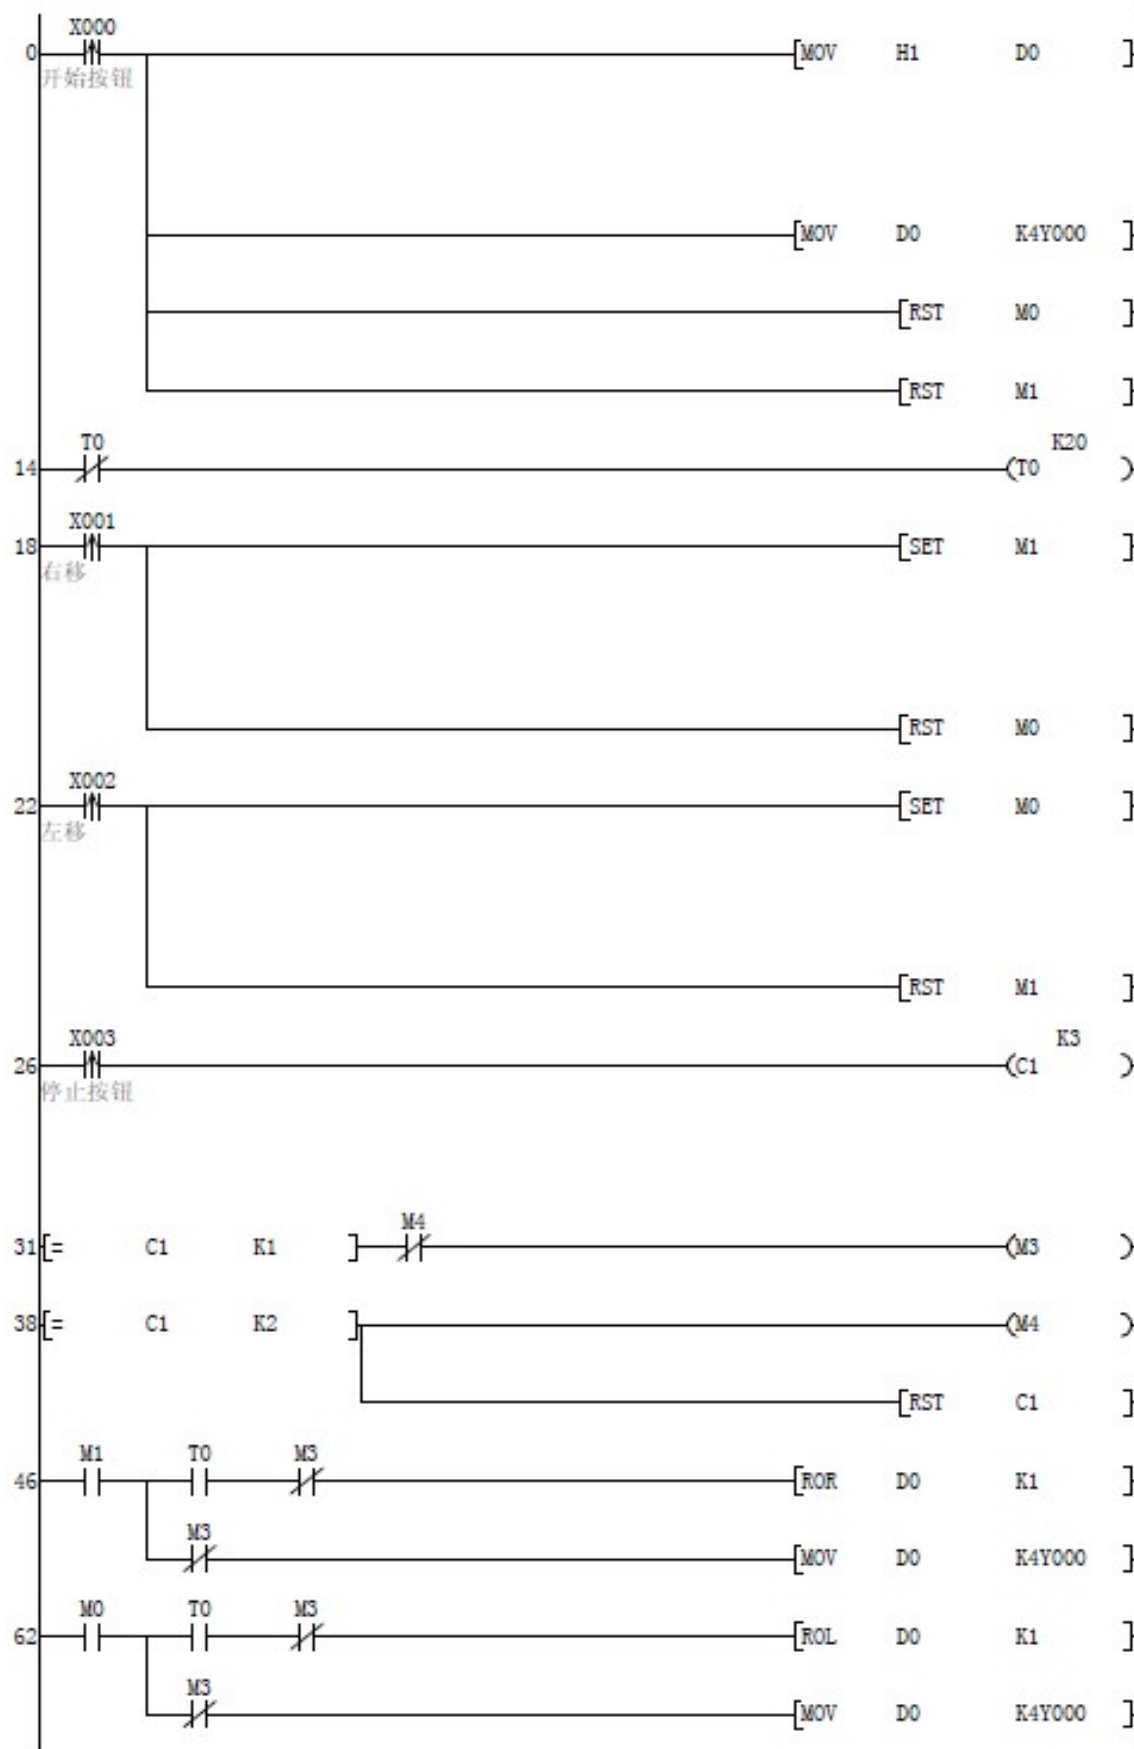 X000
0 [MOV H1 D0 ]
开始按钮
[MOV D0 K4Y000 ]
[RST M0 ]
[RST M1 ]
T0 K20
14 (T0 )
X001
18 [SET M1 ]
右移
[RST M0 ]
X002
22 [SET M0 ]
左移
[RST M1 ]
X003 K3
26 (C1 )
停止按钮
M4
31 [= C1 K1 ] (M3 )
38 [= C1 K2 ] (M4 )
[RST C1 ]
M1 T0 M3
46 [ROR D0 K1 ]
M3
[MOV D0 K4Y000 ]
M0 T0 M3
62 [ROL D0 K1 ]
M3
[MOV D0 K4Y000 ]